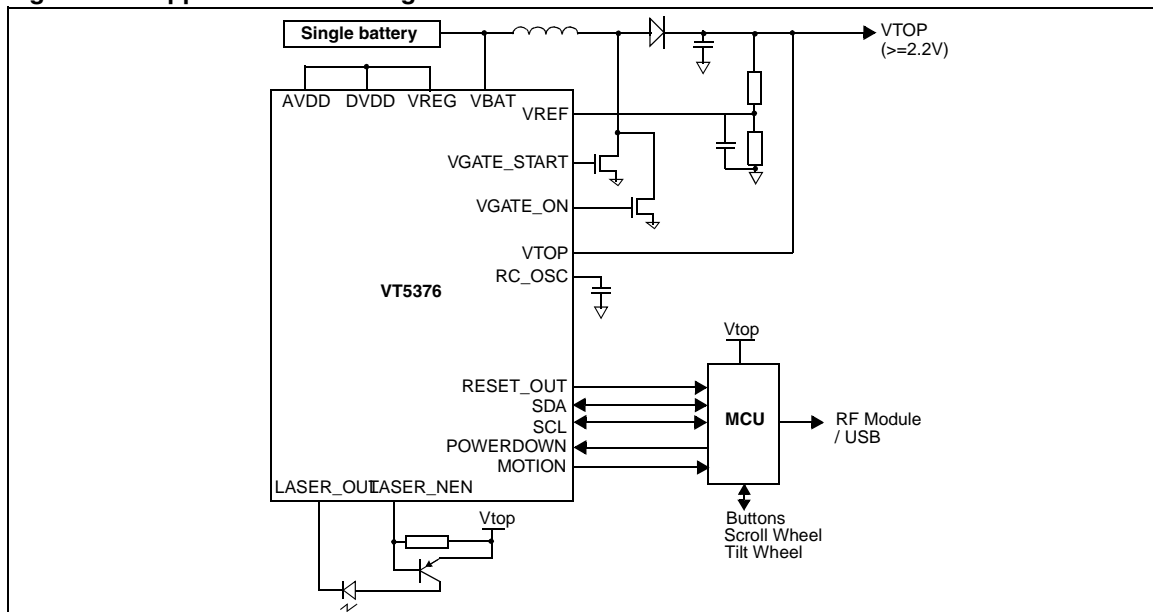 Single battery
VTOP
(>=2.2V)
AVDD DVDD VREG VBAT
VREF
VGATE_START
VGATE_ON
VTOP
RC_OSC
VT5376
Vtop
RESET_OUT
SDA
SCL
POWERDOWN
MOTION
MCU
RF Module
/ USB
LASER_OUT LASER_NEN
Vtop
Buttons
Scroll Wheel
Tilt Wheel